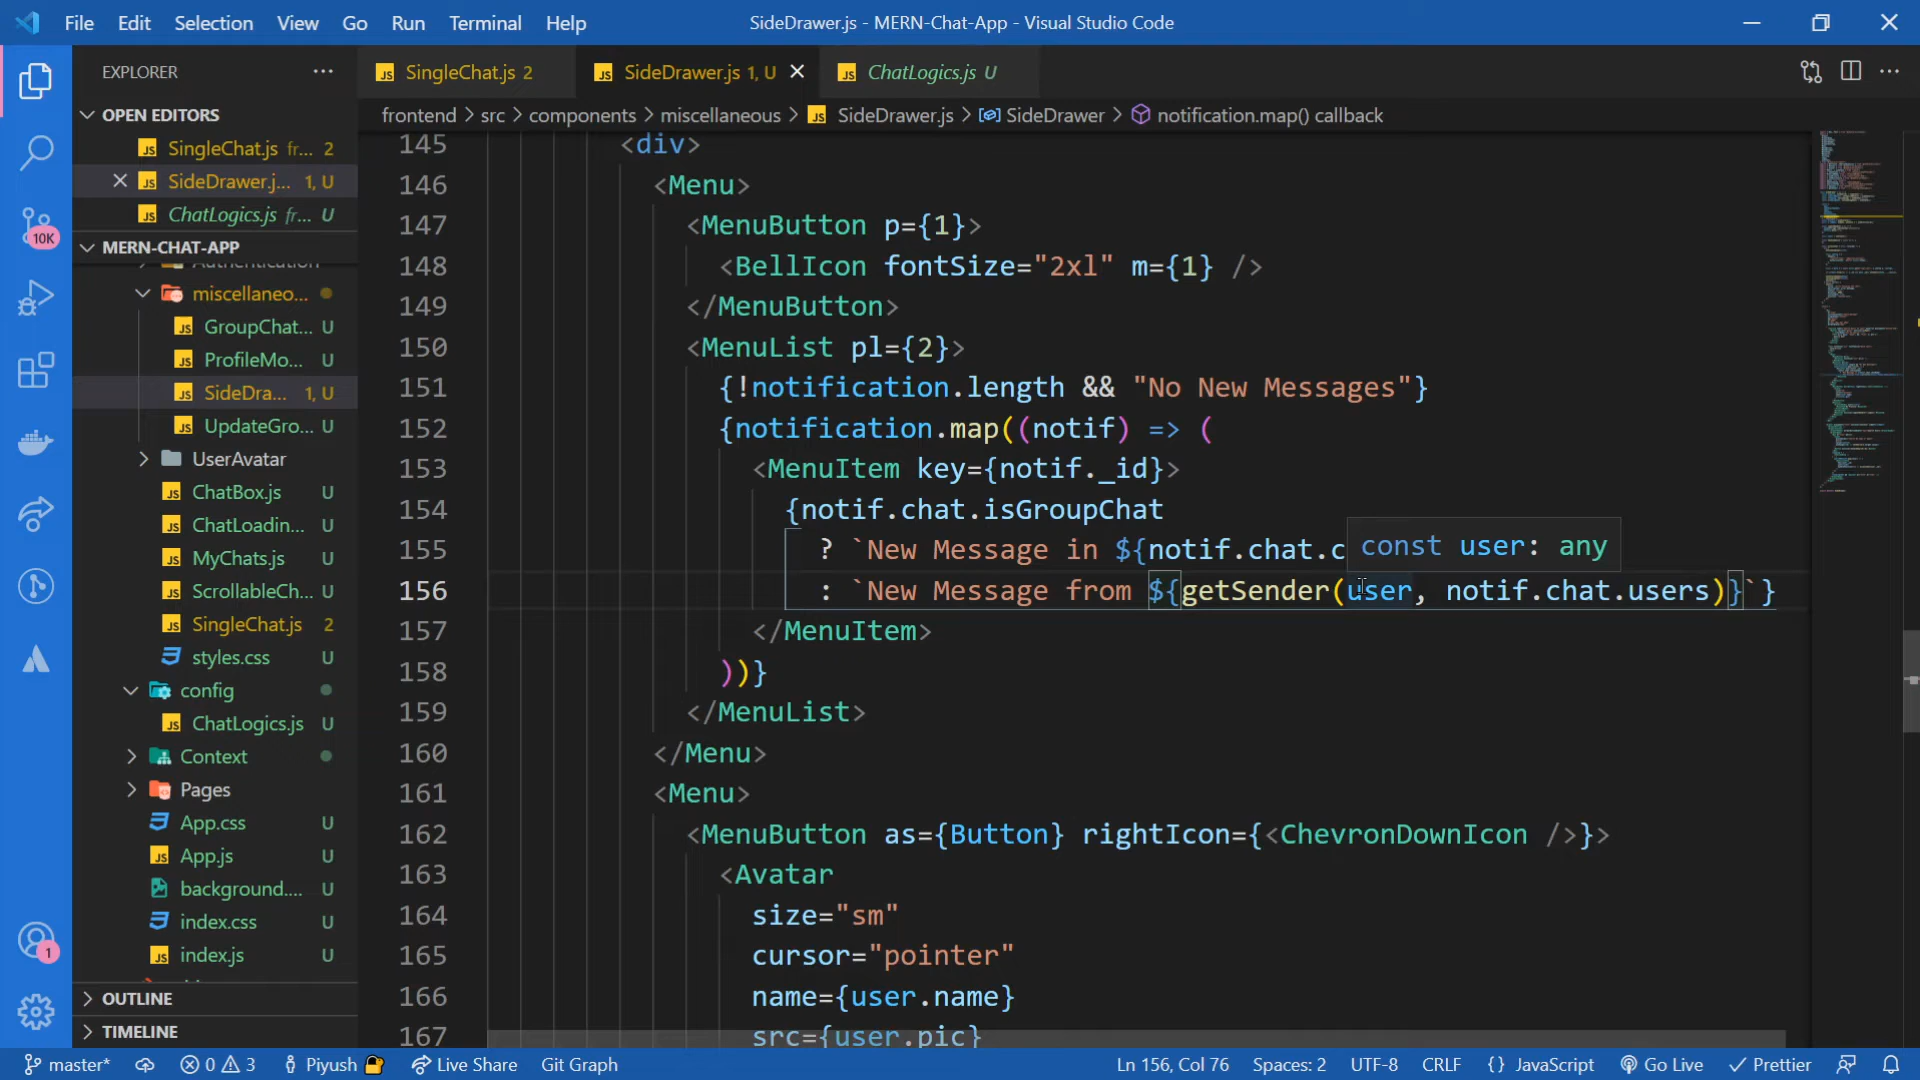 File Edit Selection View Go Run Terminal Help
SideDrawer.js - MERN-Chat-App - Visual Studio Code
EXPLORER
SingleChat.js 2
SideDrawer.js 1, U
ChatLogics.js U
frontend > src > components > miscellaneous > SideDrawer.js > SideDrawer > notification.map() callback
OPEN EDITORS
SingleChat.js fr... 2
SideDrawer.j... 1, U
ChatLogics.js fr... U
MERN-CHAT-APP
Authentication
miscellaneo...
GroupChat... U
ProfileMo... U
SideDra... 1, U
UpdateGro... U
UserAvatar
ChatBox.js U
ChatLoadin... U
MyChats.js U
ScrollableCh... U
SingleChat.js 2
styles.css U
config
ChatLogics.js U
Context
Pages
App.css U
App.js U
background.... U
index.css U
index.js U
OUTLINE
TIMELINE
10K
1
145 <div>
146 <Menu>
147 <MenuButton p={1}>
148 <BellIcon fontSize="2xl" m={1} />
149 </MenuButton>
150 <MenuList pl={2}>
151 {!notification.length && "No New Messages"}
152 {notification.map((notif) => (
153 <MenuItem key={notif._id}>
154 {notif.chat.isGroupChat
155 ? `New Message in ${notif.chat.c
const user: any
156 : `New Message from ${getSender(user, notif.chat.users)}`}
157 </MenuItem>
158 ))}
159 </MenuList>
160 </Menu>
161 <Menu>
162 <MenuButton as={Button} rightIcon={<ChevronDownIcon />}>
163 <Avatar
164 size="sm"
165 cursor="pointer"
166 name={user.name}
167 src={user.pic}
master* 0 3 Piyush Live Share Git Graph Ln 156, Col 76 Spaces: 2 UTF-8 CRLF {} JavaScript Go Live Prettier